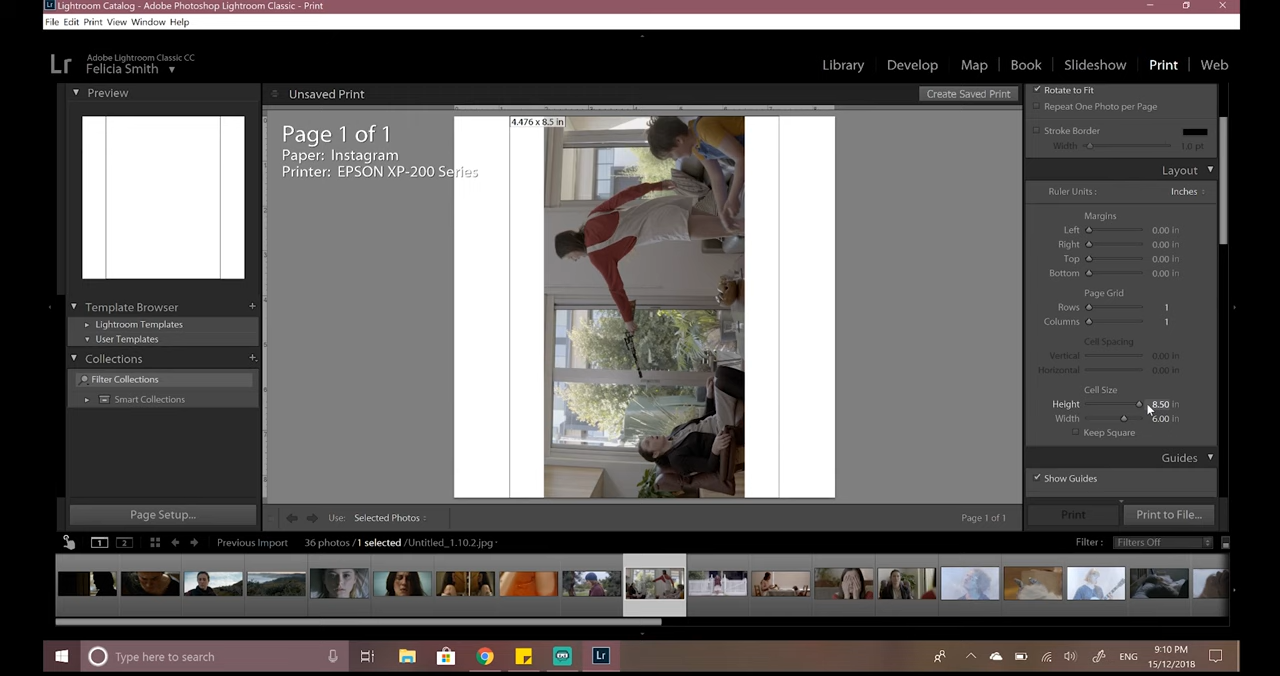 Lr Lightroom Catalog - Adobe Photoshop Lightroom Classic - Print
File Edit Print View Window Help
Lr Adobe Lightroom Classic CC
Felicia Smith
Library Develop Map Book Slideshow Print Web
Preview
Unsaved Print
Create Saved Print
Page 1 of 1
Paper: Instagram
Printer: EPSON XP-200 Series
4.476 x 8.5 in
Template Browser
Lightroom Templates
User Templates
Collections
Filter Collections
Smart Collections
Page Setup...
Rotate to Fit
Repeat One Photo per Page
Stroke Border
Width 1.0 pt
Layout
Ruler Units : Inches
Margins
Left 0.00 in
Right 0.00 in
Top 0.00 in
Bottom 0.00 in
Page Grid
Rows 1
Columns 1
Cell Spacing
Vertical 0.00 in
Horizontal 0.00 in
Cell Size
Height 8.50 in
Width 6.00 in
Keep Square
Guides
Show Guides
Print Print to File...
Use: Selected Photos
Page 1 of 1
1 2 Previous Import 36 photos / 1 selected / Untitled_1.10.2.jpg
Filter : Filters Off
Type here to search
Lr
ENG
9:10 PM
15/12/2018